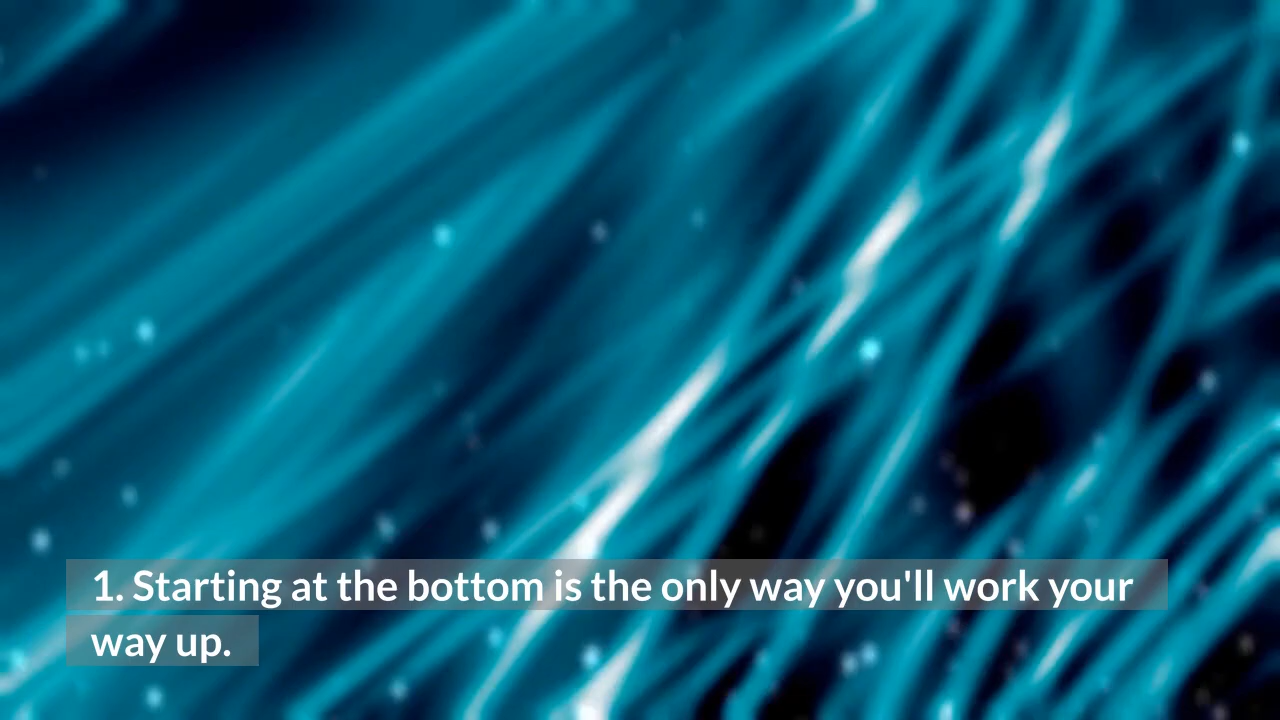 1. Starting at the bottom is the only way you'll work your
way up.